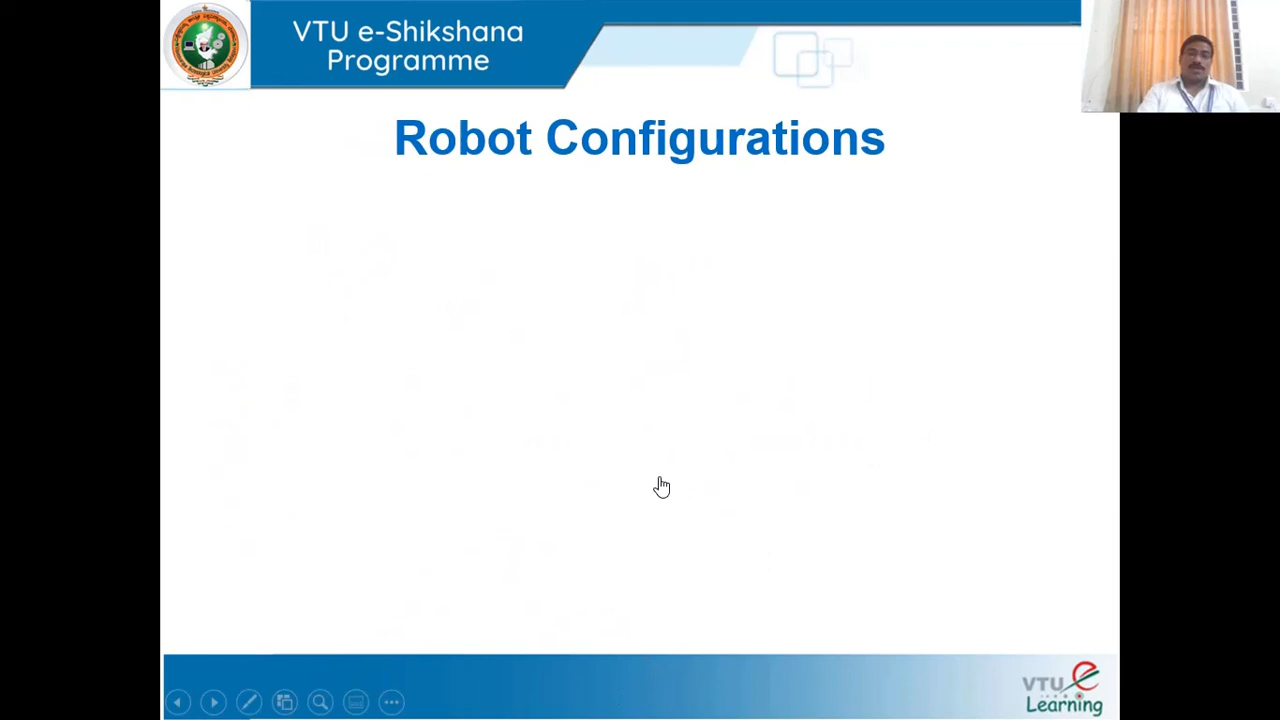 VTU e-Shikshana
Programme
Robot Configurations
VTU e
Learning